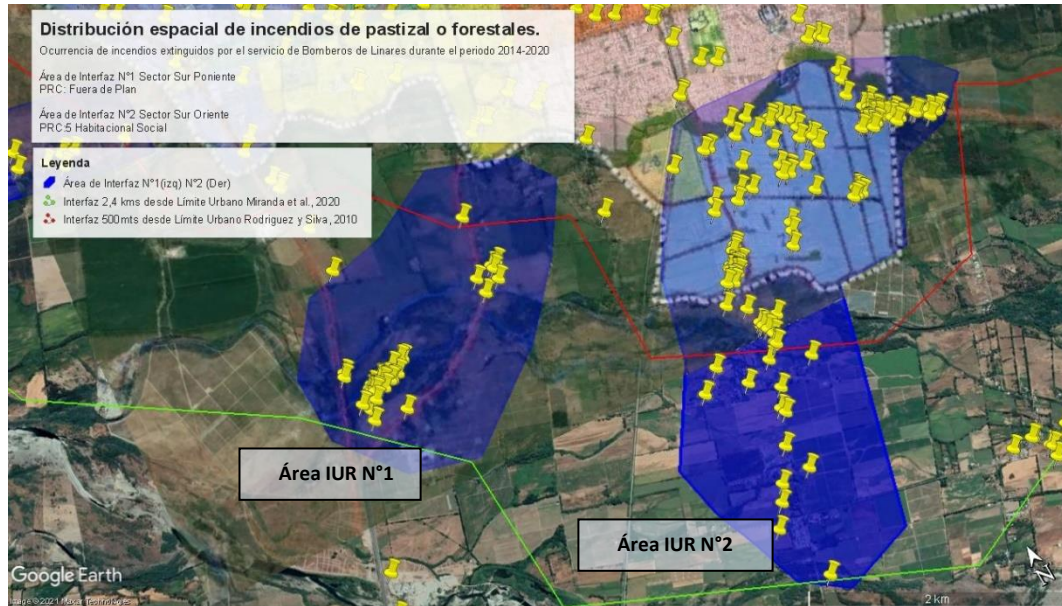 Distribución espacial de incendios de pastizal o forestales.
Ocurrencia de incendios extinguidos por el servicio de Bomberos de Linares durante el periodo 2014-2020
Área de Interfaz N°1 Sector Sur Poniente
PRC: Fuera de Plan
Área de Interfaz N°2 Sector Sur Oriente
PRC:5 Habitacional Social
Leyenda
Área de Interfaz N°1(izq) N°2 (Der)
Interfaz 2,4 kms desde Límite Urbano Miranda et al., 2020
Interfaz 500mts desde Límite Urbano Rodriguez y Silva, 2010
Área IUR N°1
Área IUR N°2
Google Earth
Image © 2021 Maxar Technologies
2 km
N